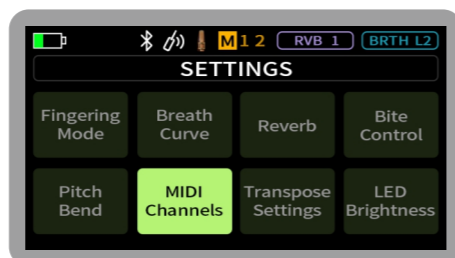 M 1 2 RVB 1 BRTH L2
SETTINGS
Fingering Mode
Breath Curve
Reverb
Bite Control
Pitch Bend
MIDI Channels
Transpose Settings
LED Brightness